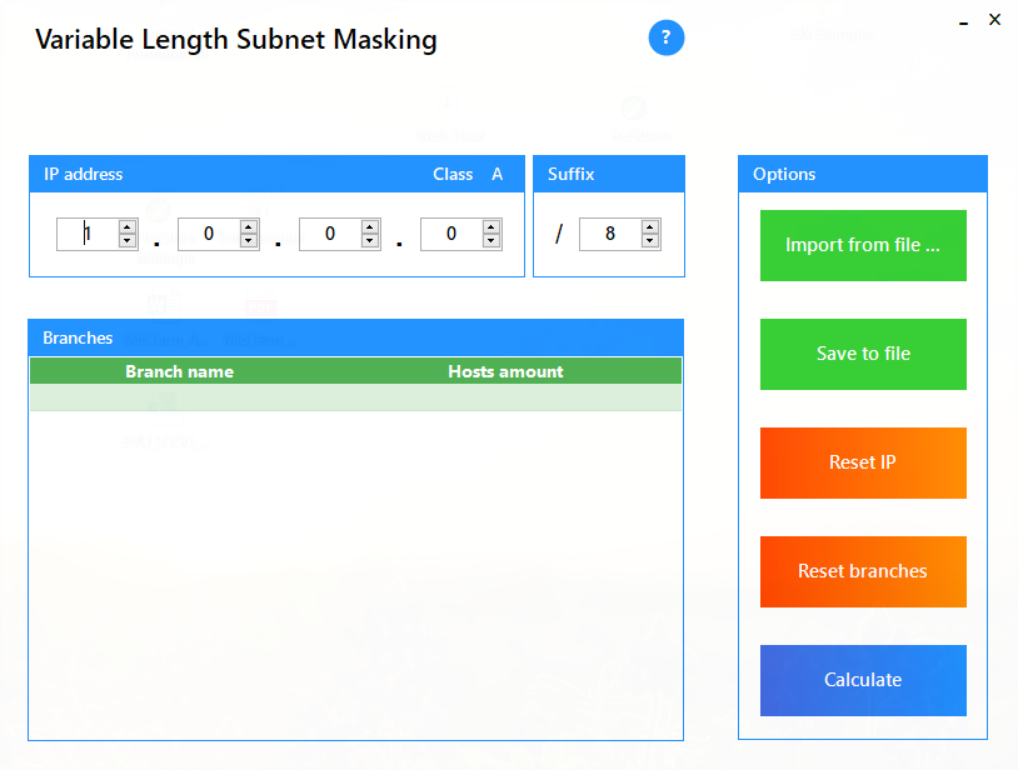 Variable Length Subnet Masking
?
IP address Class A
Suffix
Options
1 . 0 . 0 . 0
/ 8
Import from file ...
Branches
Branch name Hosts amount
Save to file
Reset IP
Reset branches
Calculate